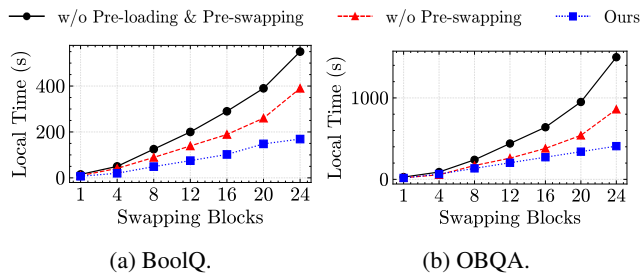 w/o Pre-loading & Pre-swapping w/o Pre-swapping Ours
Local Time (s)
400
200
0
1 4 8 12 16 20 24
Swapping Blocks
(a) BoolQ.
Local Time (s)
1000
0
1 4 8 12 16 20 24
Swapping Blocks
(b) OBQA.